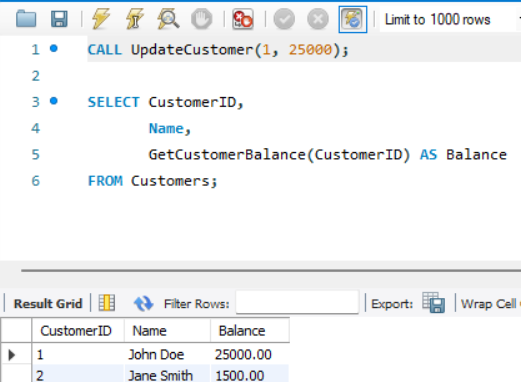 Limit to 1000 rows
1 CALL UpdateCustomer(1, 25000);
2
3 SELECT CustomerID,
4 Name,
5 GetCustomerBalance(CustomerID) AS Balance
6 FROM Customers;
Result Grid Filter Rows: Export: Wrap Cell
CustomerID Name Balance
1 John Doe 25000.00
2 Jane Smith 1500.00